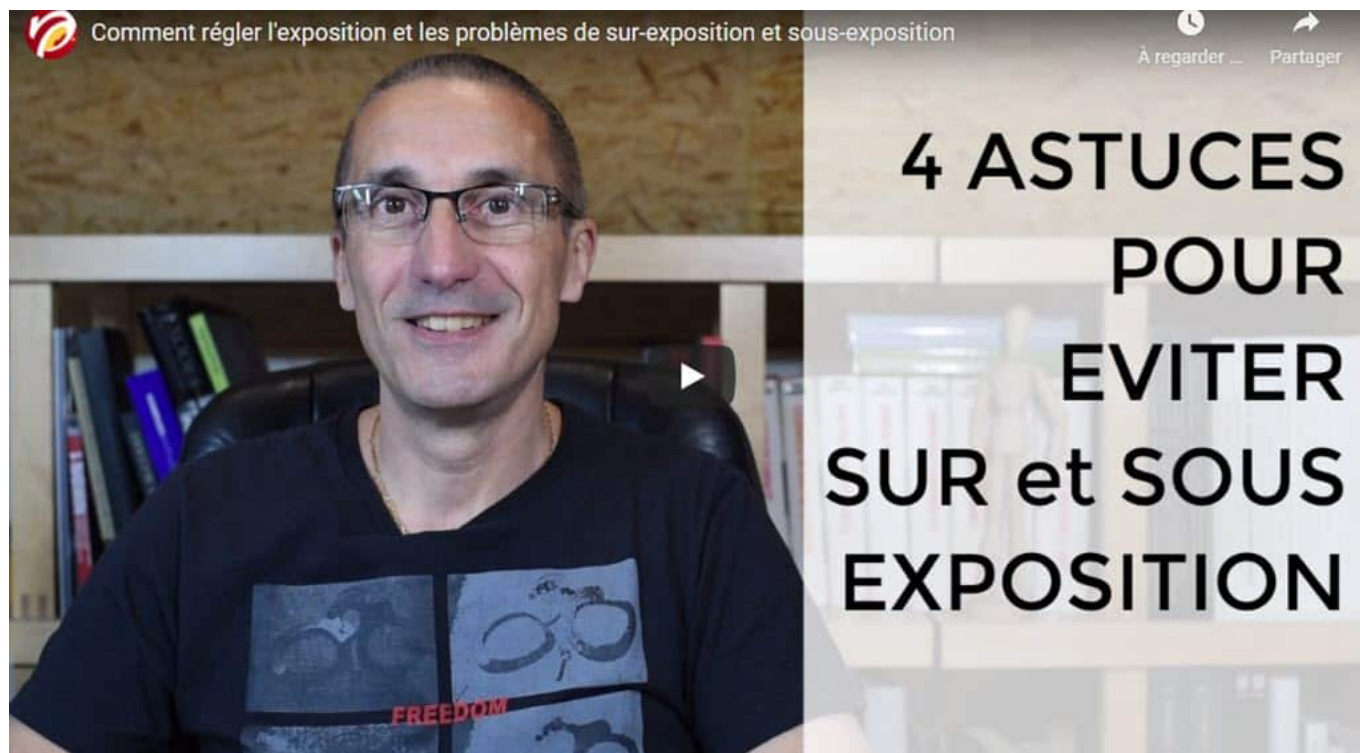 Comment régler l'exposition et les problèmes de sur-exposition et sous-exposition
À regarder ...
Partager
4 ASTUCES
POUR
EVITER
SUR et SOUS
EXPOSITION
FREEDOM